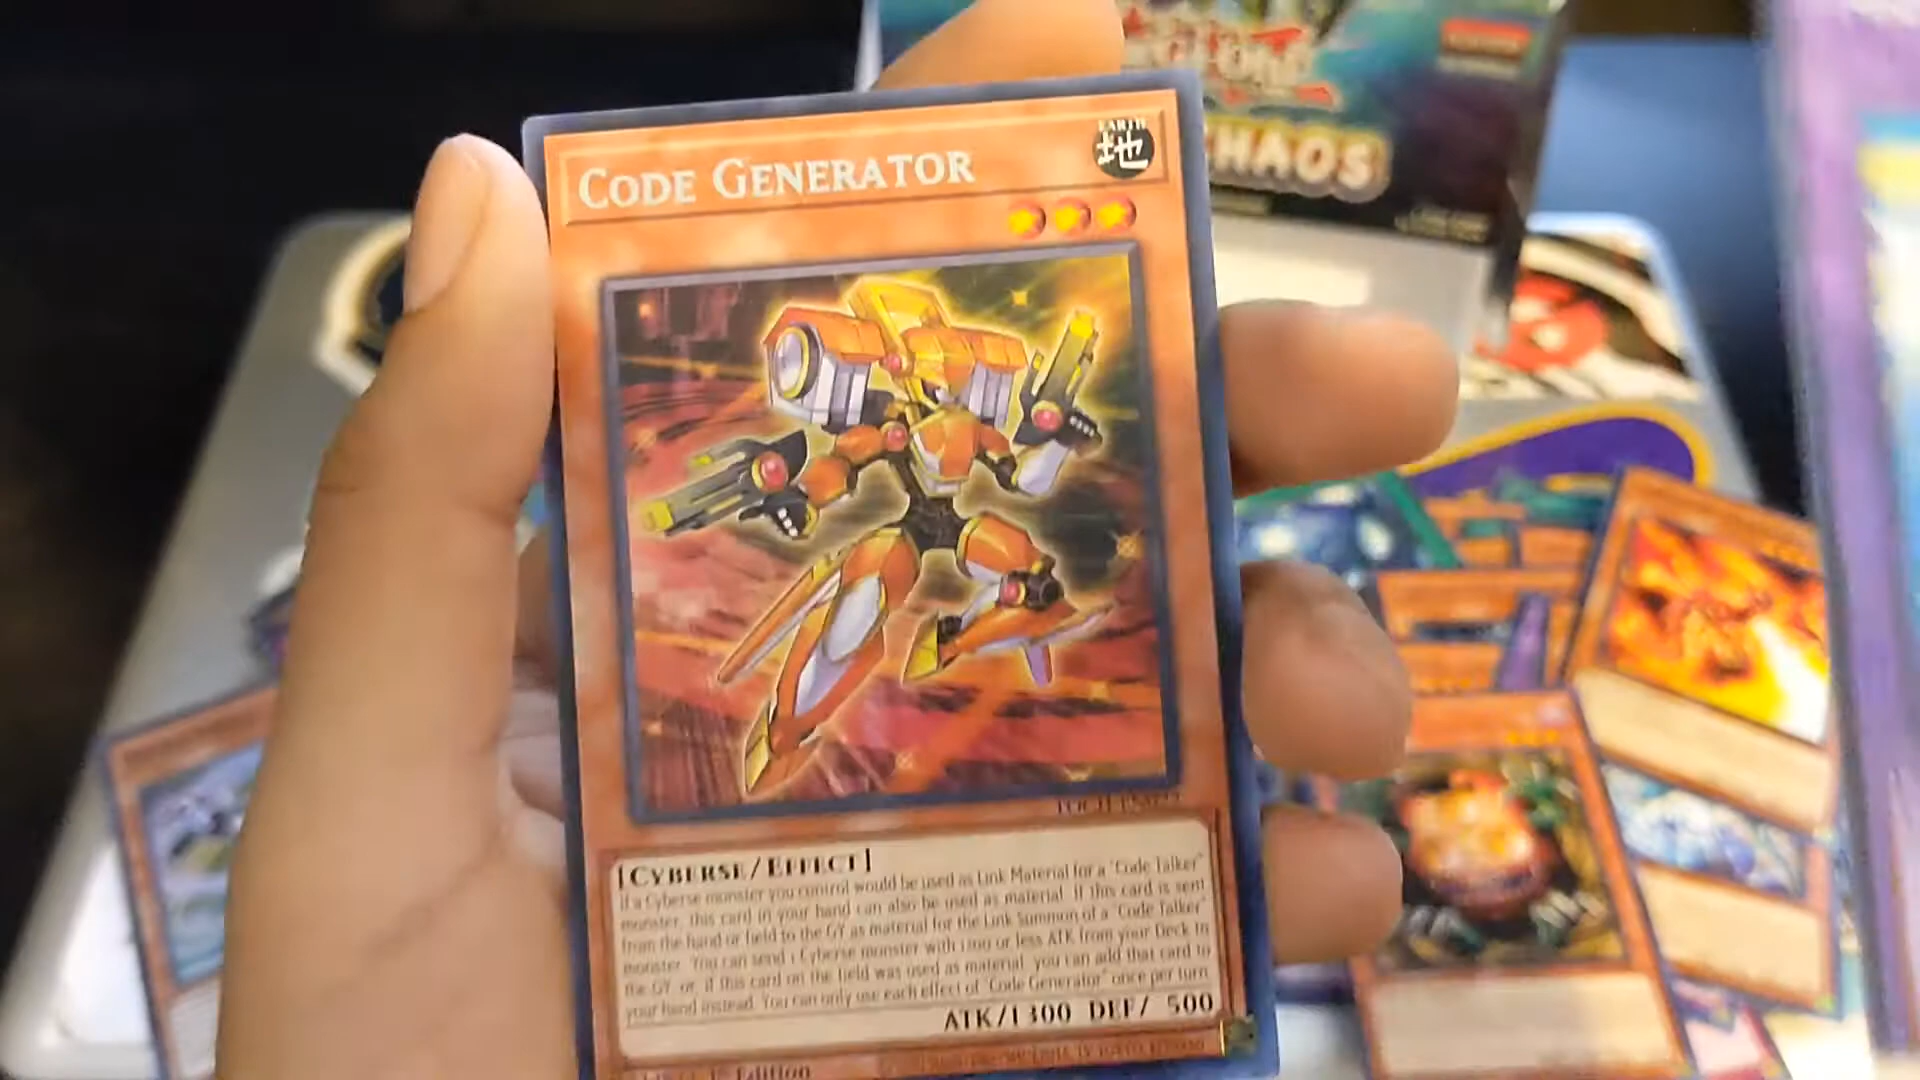 CHAOS
EARTH
地
CODE GENERATOR
[CYBERSE/EFFECT]
If a Cyberse monster you control would be used as Link Material for a "Code Talker"
monster, this card in your hand can also be used as material. If this card is sent
from the hand or field to the GY as material for the Link Summon of a "Code Talker"
monster: You can send 1 Cyberse monster with 1200 or less ATK from your Deck to
the GY, or, if this card on the field was used as material, you can add that card to
your hand instead. You can only use each effect of "Code Generator" once per turn.
ATK/1300 DEF/ 500
Edition